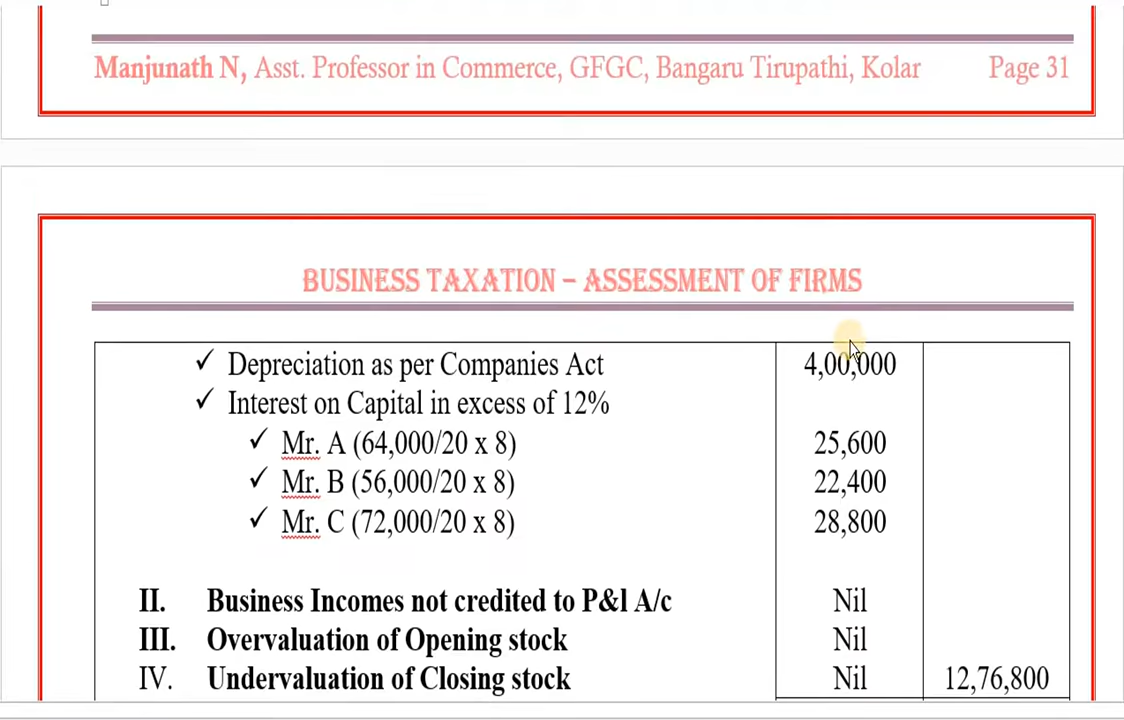 Manjunath N, Asst. Professor in Commerce, GFGC, Bangaru Tirupathi, Kolar Page 31
BUSINESS TAXATION – ASSESSMENT OF FIRMS
✓ Depreciation as per Companies Act 4,00,000
✓ Interest on Capital in excess of 12%
✓ Mr. A (64,000/20 x 8) 25,600
✓ Mr. B (56,000/20 x 8) 22,400
✓ Mr. C (72,000/20 x 8) 28,800
II. Business Incomes not credited to P&l A/c Nil
III. Overvaluation of Opening stock Nil
IV. Undervaluation of Closing stock Nil 12,76,800